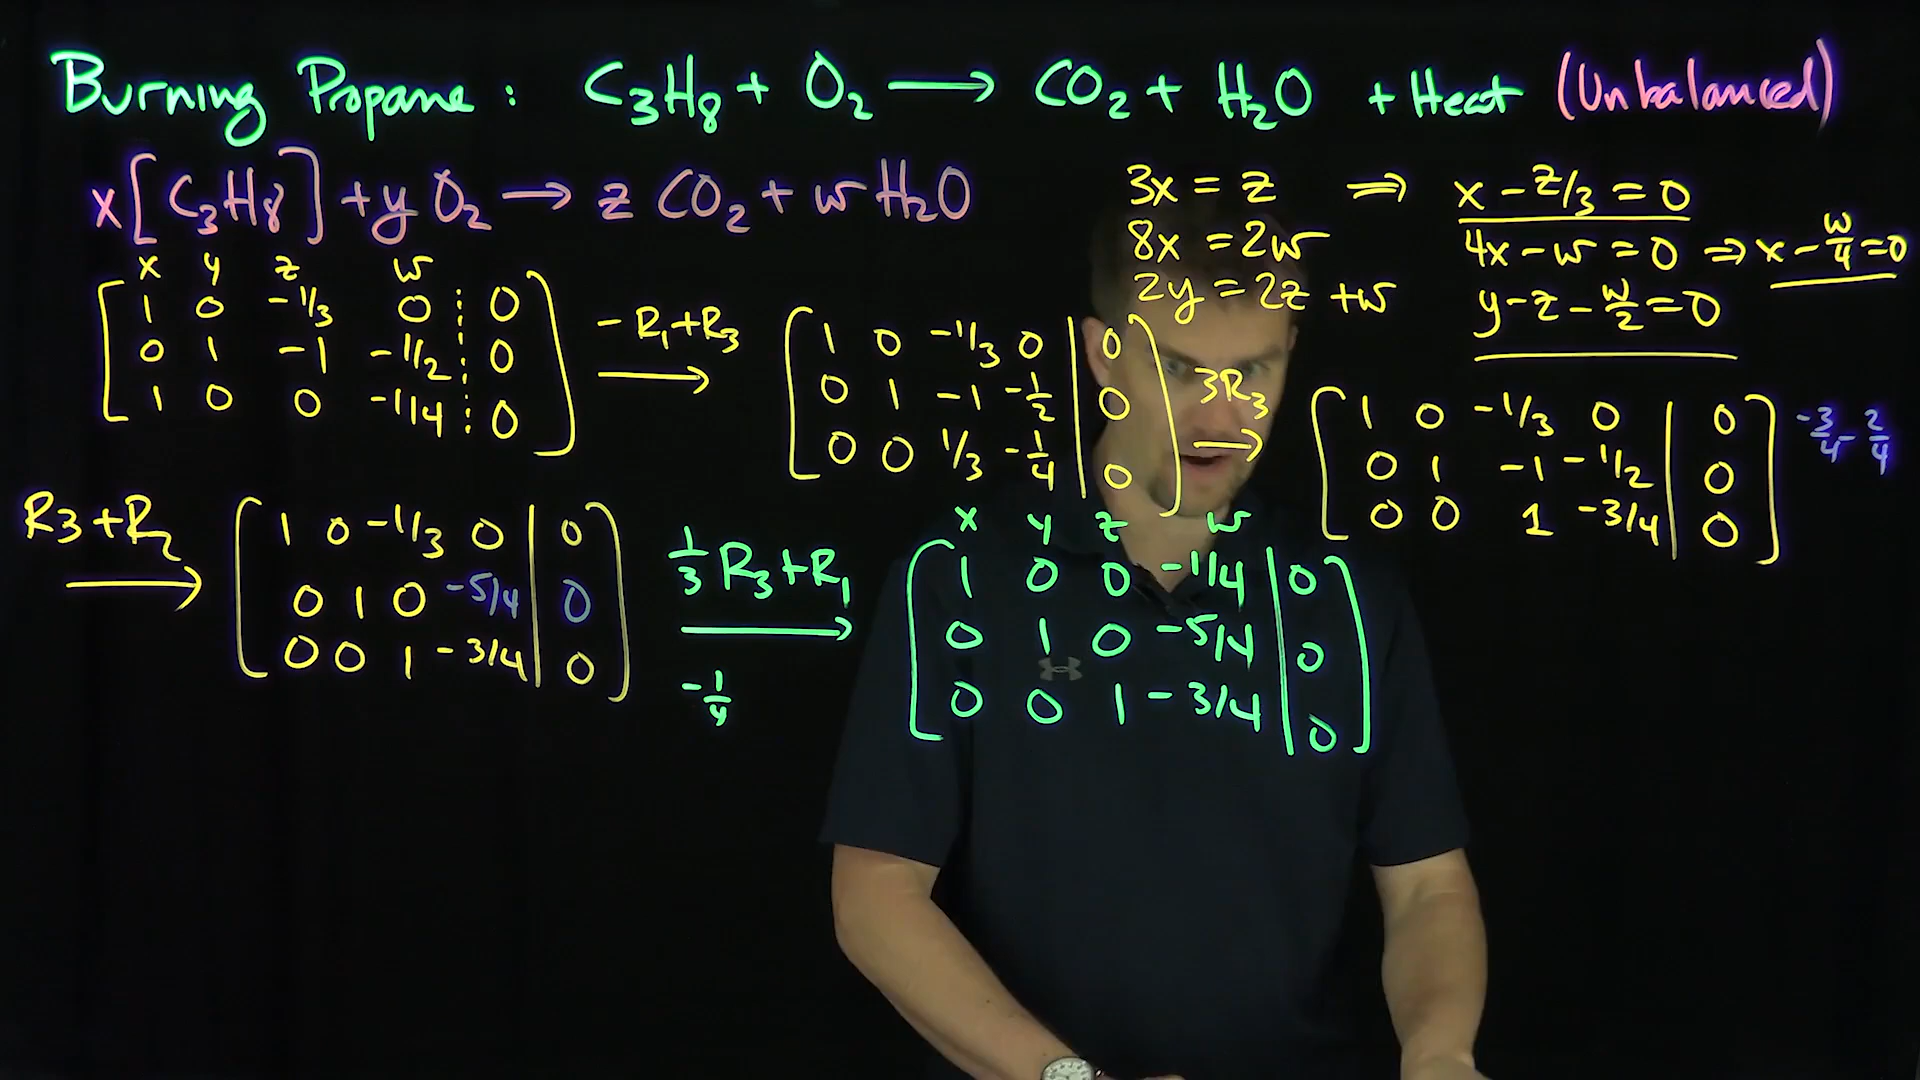 Burning Propane : C₃H₈ + O₂ → CO₂ + H₂O + Heat (Unbalanced)
x[C₃H₈] + y O₂ → z CO₂ + w H₂O
3x = z ⇒ x - z/3 = 0
8x = 2w 4x - w = 0 ⇒ x - w/4 = 0
2y = 2z + w y - z - w/2 = 0
x y z w
1 0 -1/3 0 ⋮ 0
0 1 -1 -1/2 ⋮ 0
1 0 0 -1/4 ⋮ 0
-R₁+R₃ →
1 0 -1/3 0 | 0
0 1 -1 -1/2 | 0
0 0 1/3 -1/4 | 0
3R₃ →
1 0 -1/3 0 | 0
0 1 -1 -1/2 | 0
0 0 1 -3/4 | 0
-3/4 - 2/4
R3+R₂ →
1 0 -1/3 0 | 0
0 1 0 -5/4 | 0
0 0 1 -3/4 | 0
1/3 R₃+R₁ →
-1/4
x y z w
1 0 0 -1/4 | 0
0 1 0 -5/4 | 0
0 0 1 -3/4 | 0